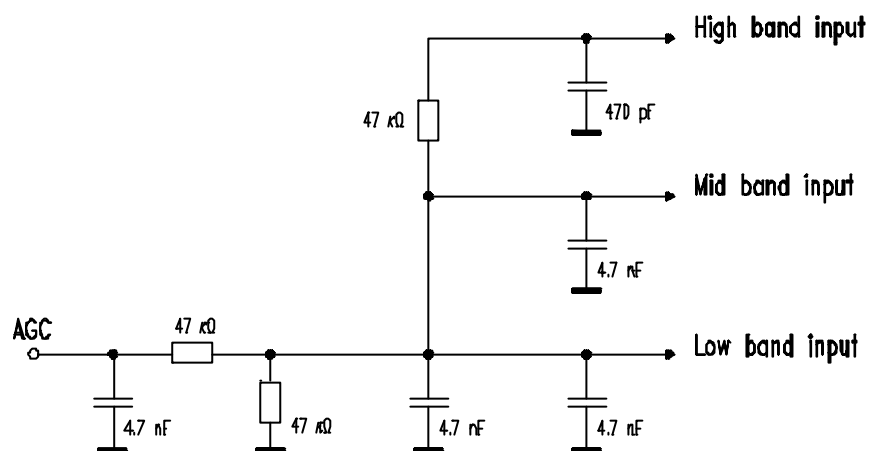 High band input
47 kΩ
470 pF
Mid band input
4.7 nF
AGC
47 kΩ
Low band input
4.7 nF
47 kΩ
4.7 nF
4.7 nF